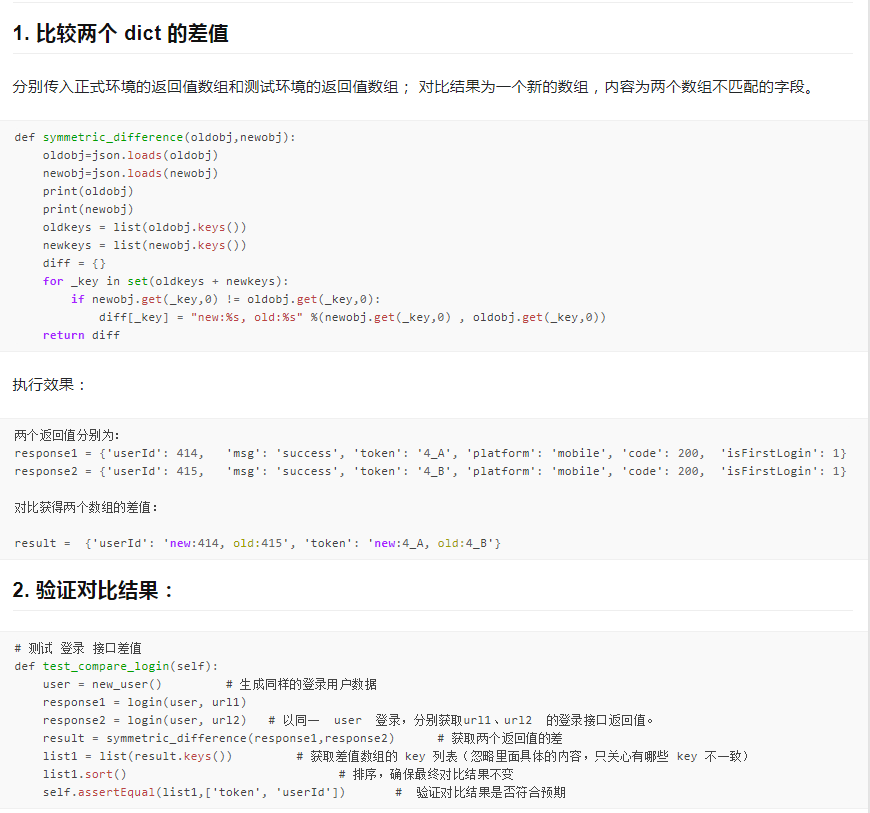 1. 比较两个 dict 的差值
分别传入正式环境的返回值数组和测试环境的返回值数组； 对比结果为一个新的数组，内容为两个数组不匹配的字段。
def symmetric_difference(oldobj,newobj):
    oldobj=json.loads(oldobj)
    newobj=json.loads(newobj)
    print(oldobj)
    print(newobj)
    oldkeys = list(oldobj.keys())
    newkeys = list(newobj.keys())
    diff = {}
    for _key in set(oldkeys + newkeys):
        if newobj.get(_key,0) != oldobj.get(_key,0):
            diff[_key] = "new:%s, old:%s" %(newobj.get(_key,0) , oldobj.get(_key,0))
    return diff
执行效果：
两个返回值分别为：
response1 = {'userId': 414,   'msg': 'success', 'token': '4_A', 'platform': 'mobile', 'code': 200,  'isFirstLogin': 1}
response2 = {'userId': 415,   'msg': 'success', 'token': '4_B', 'platform': 'mobile', 'code': 200,  'isFirstLogin': 1}
对比获得两个数组的差值：
result =  {'userId': 'new:414, old:415', 'token': 'new:4_A, old:4_B'}
2. 验证对比结果：
# 测试 登录 接口差值
def test_compare_login(self):
    user = new_user()         # 生成同样的登录用户数据
    response1 = login(user, url1)
    response2 = login(user, url2)   # 以同一  user  登录，分别获取url1、url2  的登录接口返回值。
    result = symmetric_difference(response1,response2)      # 获取两个返回值的差
    list1 = list(result.keys())         # 获取差值数组的 key 列表（忽略里面具体的内容，只关心有哪些 key 不一致）
    list1.sort()                              # 排序，确保最终对比结果不变
    self.assertEqual(list1,['token', 'userId'])       #  验证对比结果是否符合预期